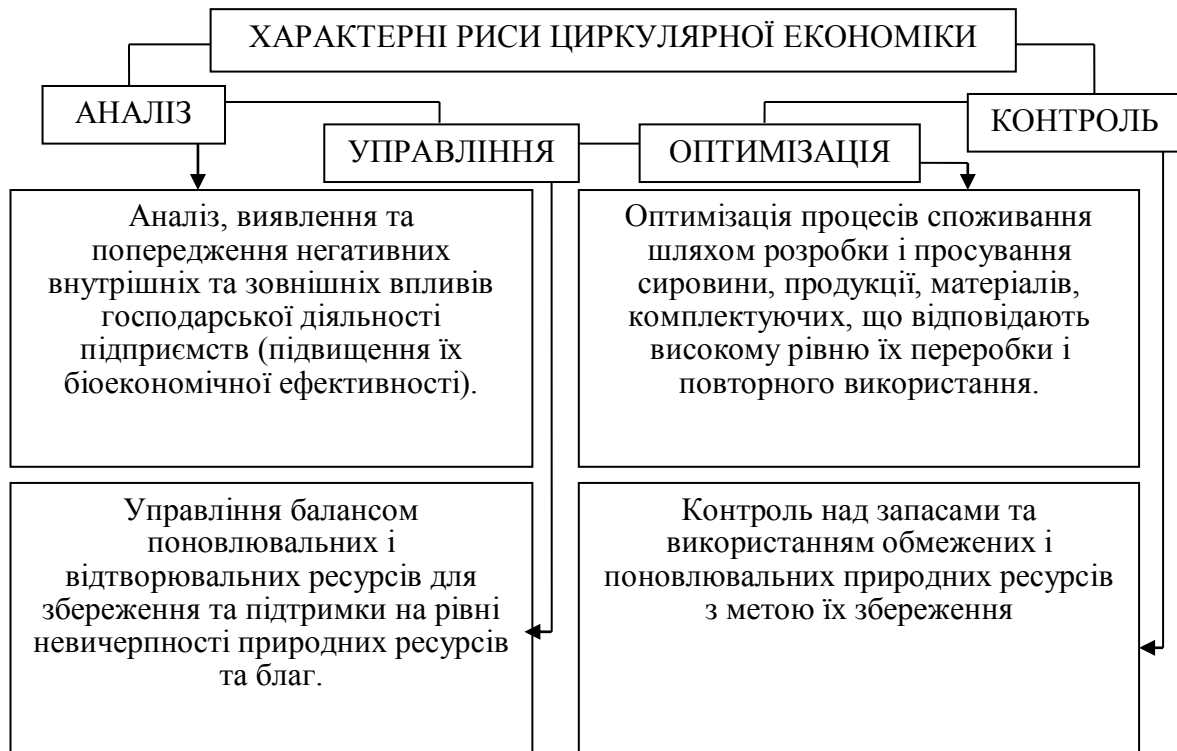 ХАРАКТЕРНІ РИСИ ЦИРКУЛЯРНОЇ ЕКОНОМІКИ
АНАЛІЗ
УПРАВЛІННЯ
ОПТИМІЗАЦІЯ
КОНТРОЛЬ
Аналіз, виявлення та
попередження негативних
внутрішніх та зовнішніх впливів
господарської діяльності
підприємств (підвищення їх
біоекономічної ефективності).
Оптимізація процесів споживання
шляхом розробки і просування
сировини, продукції, матеріалів,
комплектуючих, що відповідають
високому рівню їх переробки і
повторного використання.
Управління балансом
поновлювальних і
відтворювальних ресурсів для
збереження та підтримки на рівні
невичерпності природних ресурсів
та благ.
Контроль над запасами та
використанням обмежених і
поновлювальних природних ресурсів
з метою їх збереження